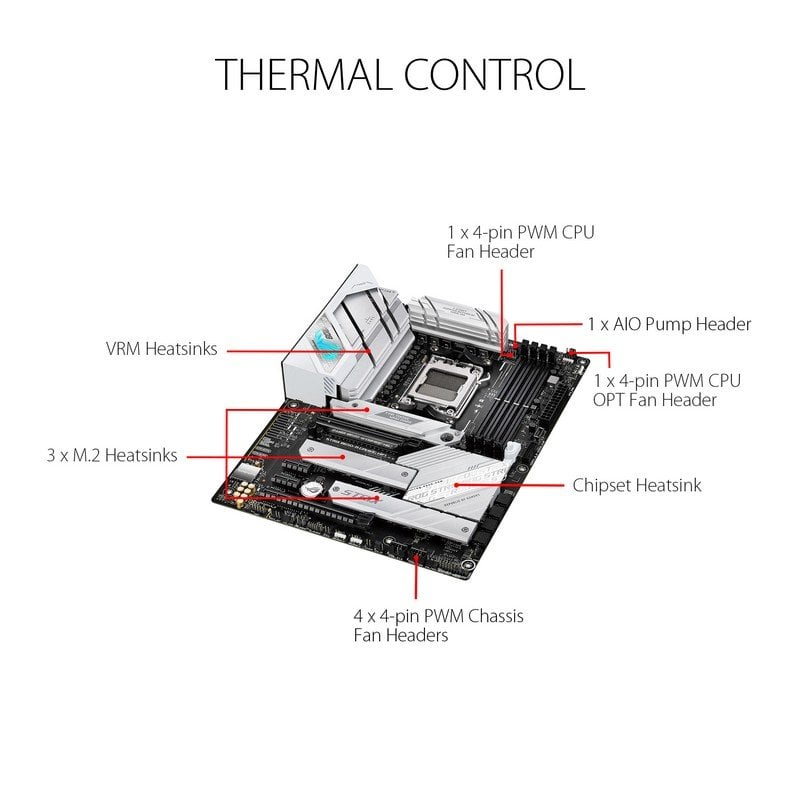 THERMAL CONTROL
1 x 4-pin PWM CPU
Fan Header
1 x AIO Pump Header
VRM Heatsinks
1 x 4-pin PWM CPU
OPT Fan Header
3 x M.2 Heatsinks
Chipset Heatsink
STRIX
4 x 4-pin PWM Chassis
Fan Headers